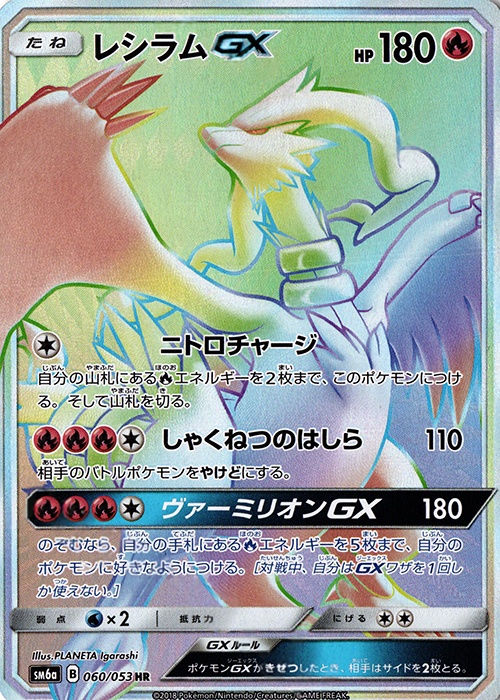 たね レシラムGX HP 180
ニトロチャージ
自分の山札にあるエネルギーを2枚まで、このポケモンにつけ
る。そして山札を切る。
しゃくねつのはしら 110
相手のバトルポケモンをやけどにする。
ヴァーミリオンGX 180
のぞむなら、自分の手札にあるエネルギーを5枚まで、自分の
ポケモンに好きなようにつける。[対戦中、自分はGXワザを1回し
か使えない。]
弱点 ×2 抵抗力 にげる
Illus.PLANETA Igarashi
GXルール
SM6a B 060/053 HR
ポケモンGXがきぜつしたとき、相手はサイドを2枚とる。
©2018 Pokémon/Nintendo/Creatures/GAME FREAK.